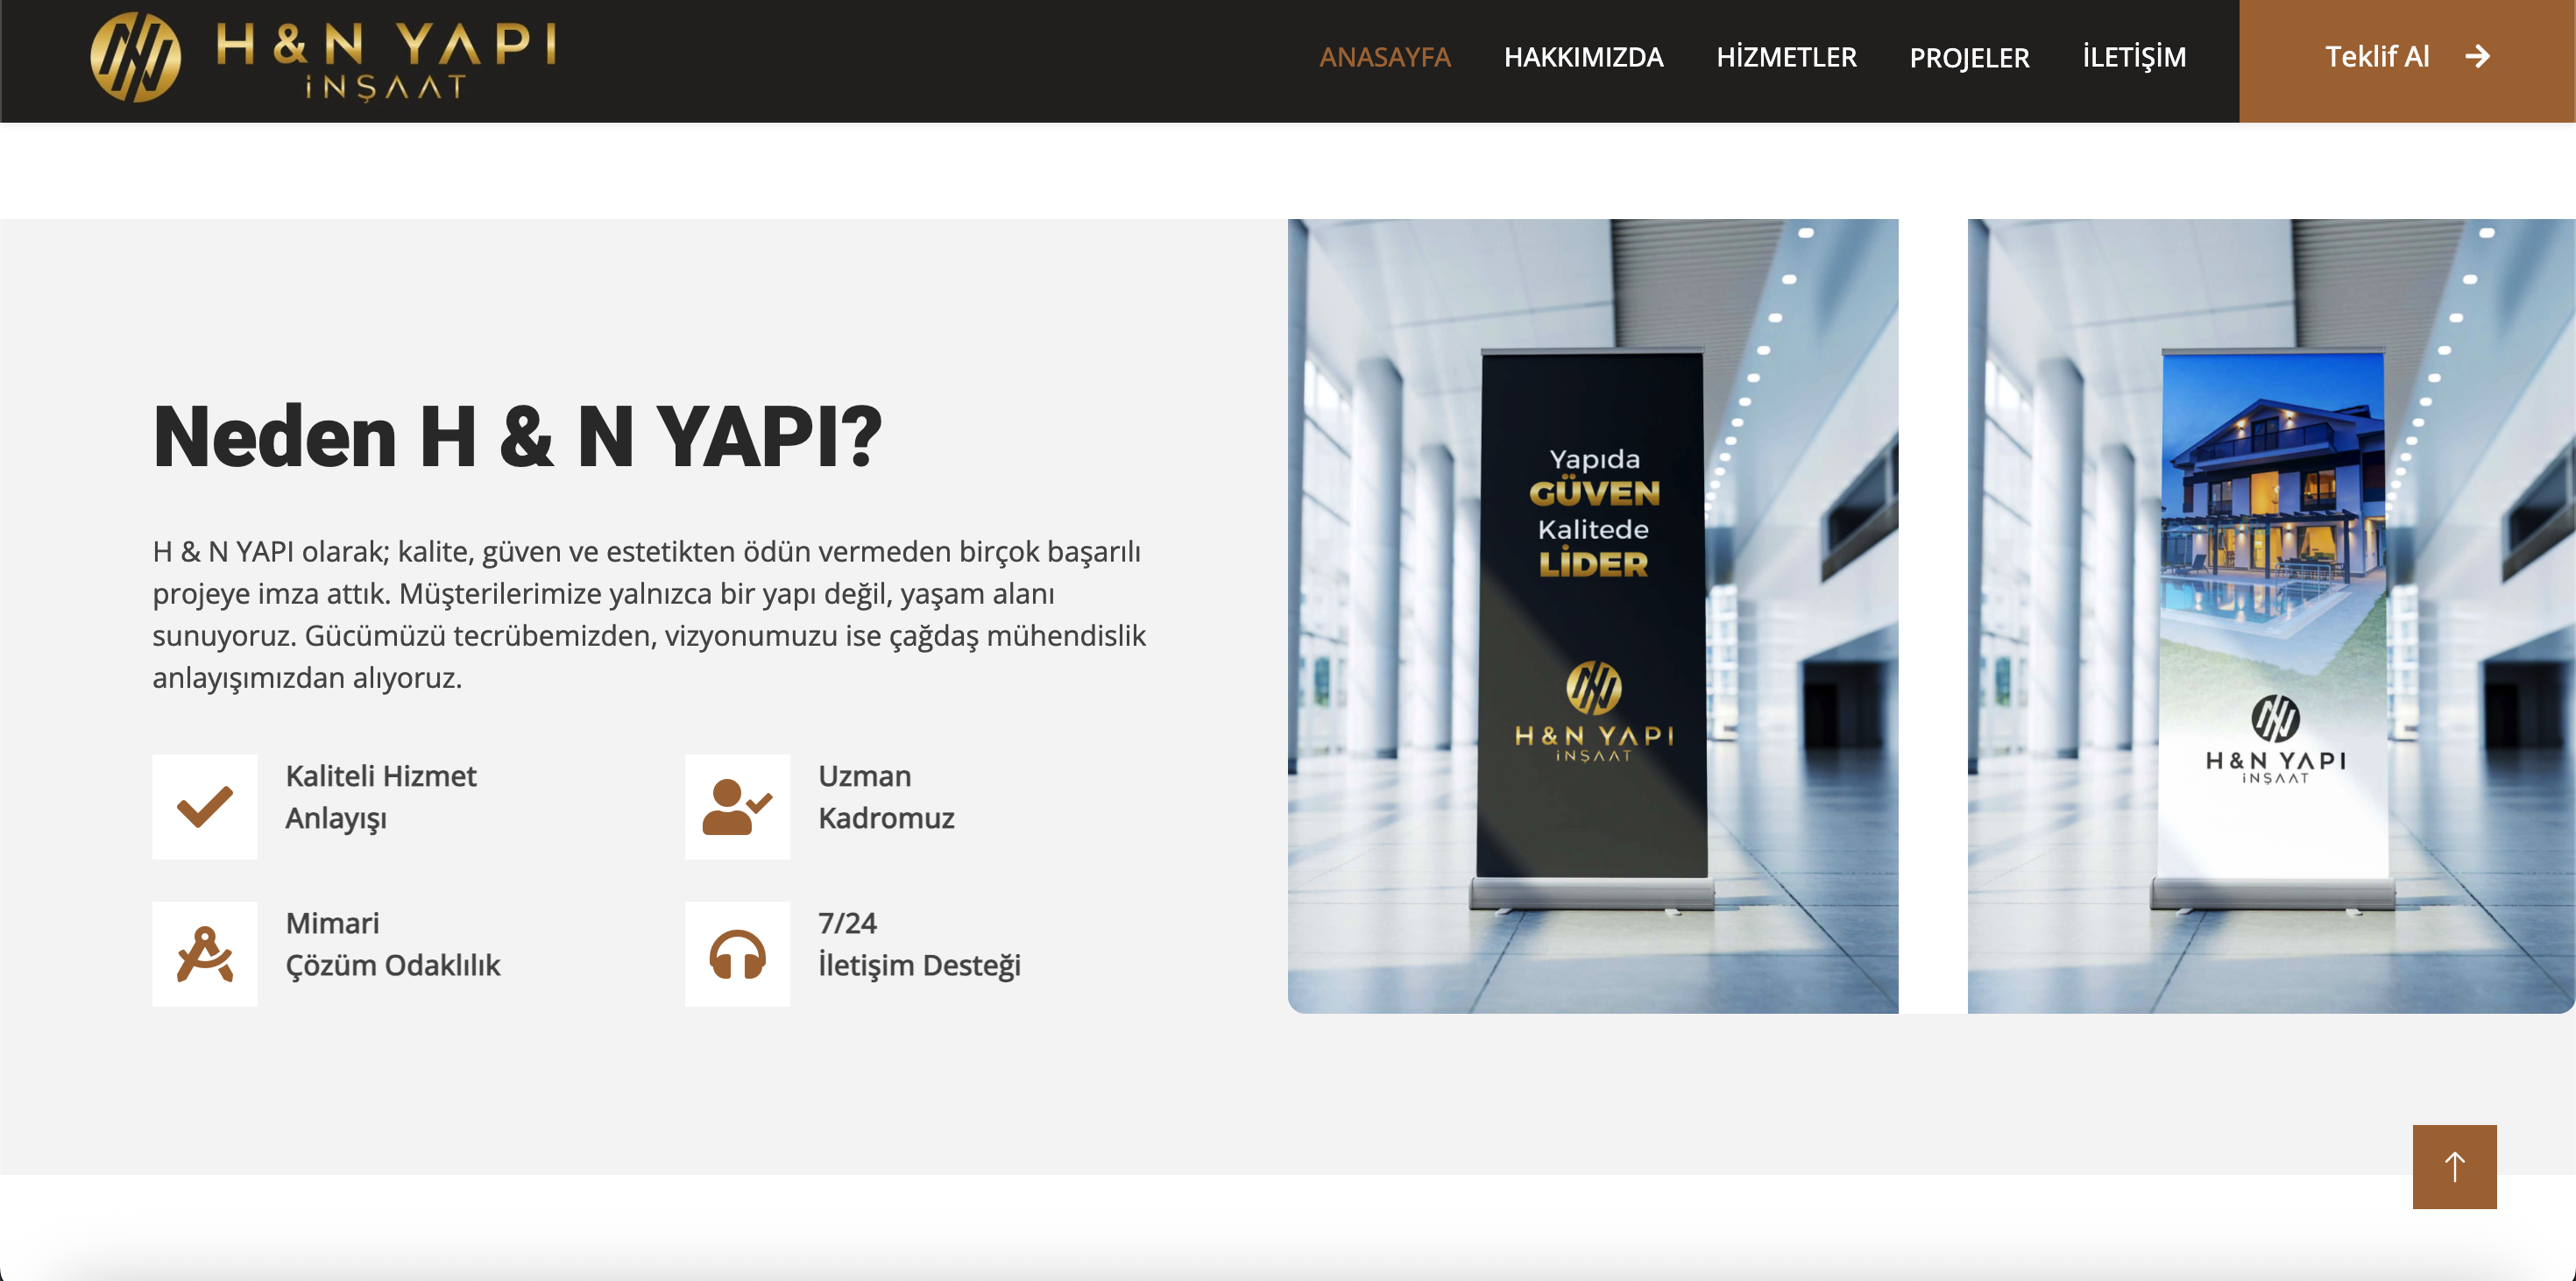 H & N YAPI
İNŞAAT
ANASAYFA
HAKKIMIZDA
HİZMETLER
PROJELER
İLETİŞİM
Teklif Al
Neden H & N YAPI?
H & N YAPI olarak; kalite, güven ve estetikten ödün vermeden birçok başarılı
projeye imza attık. Müşterilerimize yalnızca bir yapı değil, yaşam alanı
sunuyoruz. Gücümüzü tecrübemizden, vizyonumuzu ise çağdaş mühendislik
anlayışımızdan alıyoruz.
Kaliteli Hizmet
Anlayışı
Uzman
Kadromuz
Mimari
Çözüm Odaklılık
7/24
İletişim Desteği
Yapıda
GÜVEN
Kalitede
LİDER
H & N YAPI
İNŞAAT
H & N YAPI
İNŞAAT